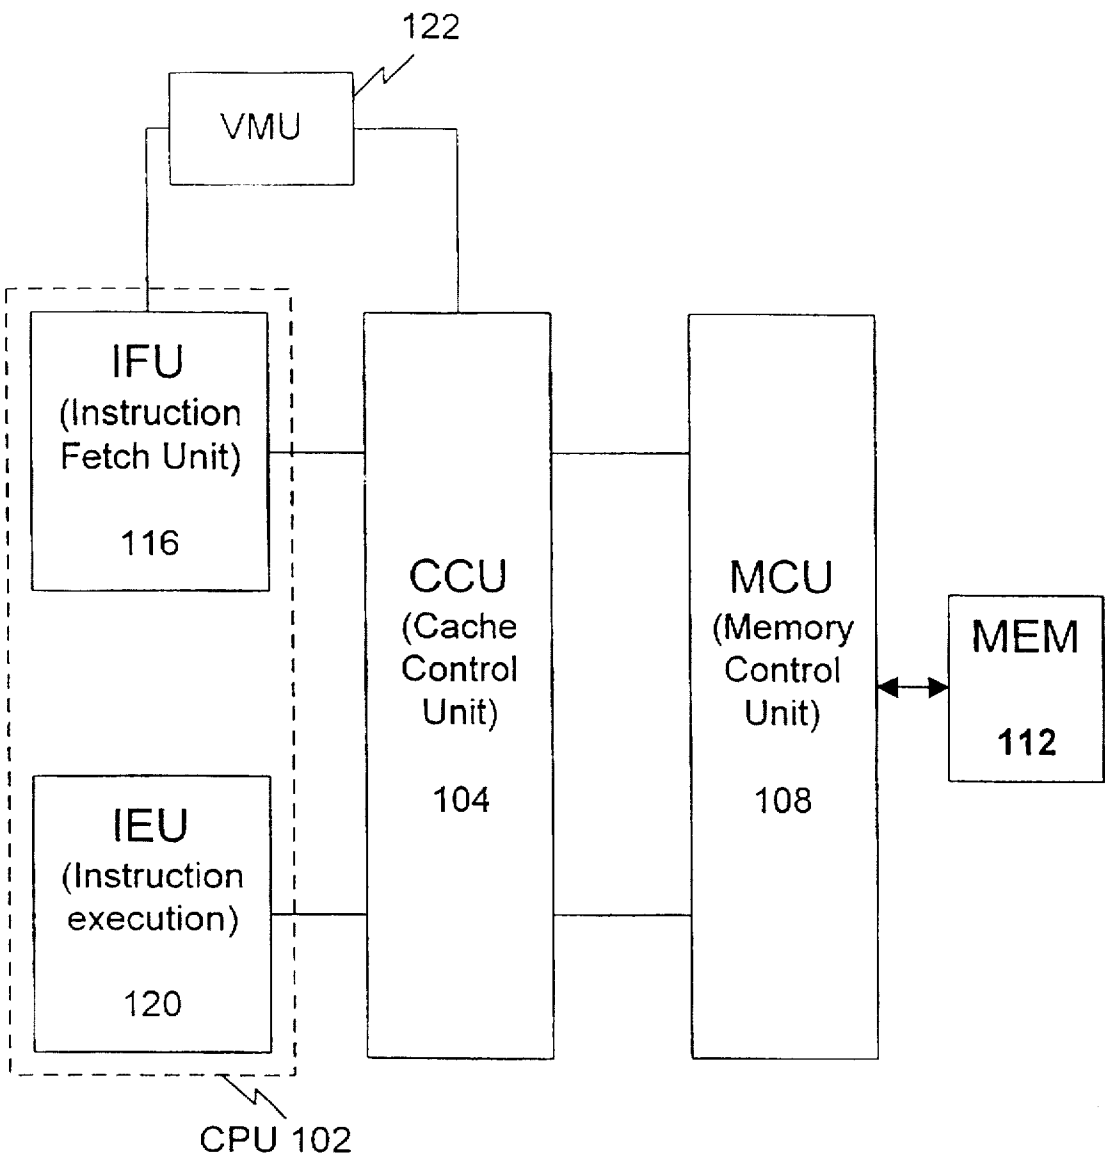 122
VMU
IFU
(Instruction
Fetch Unit)
116
CCU
(Cache
Control
Unit)
104
MCU
(Memory
Control
Unit)
108
MEM
112
IEU
(Instruction
execution)
120
CPU 102